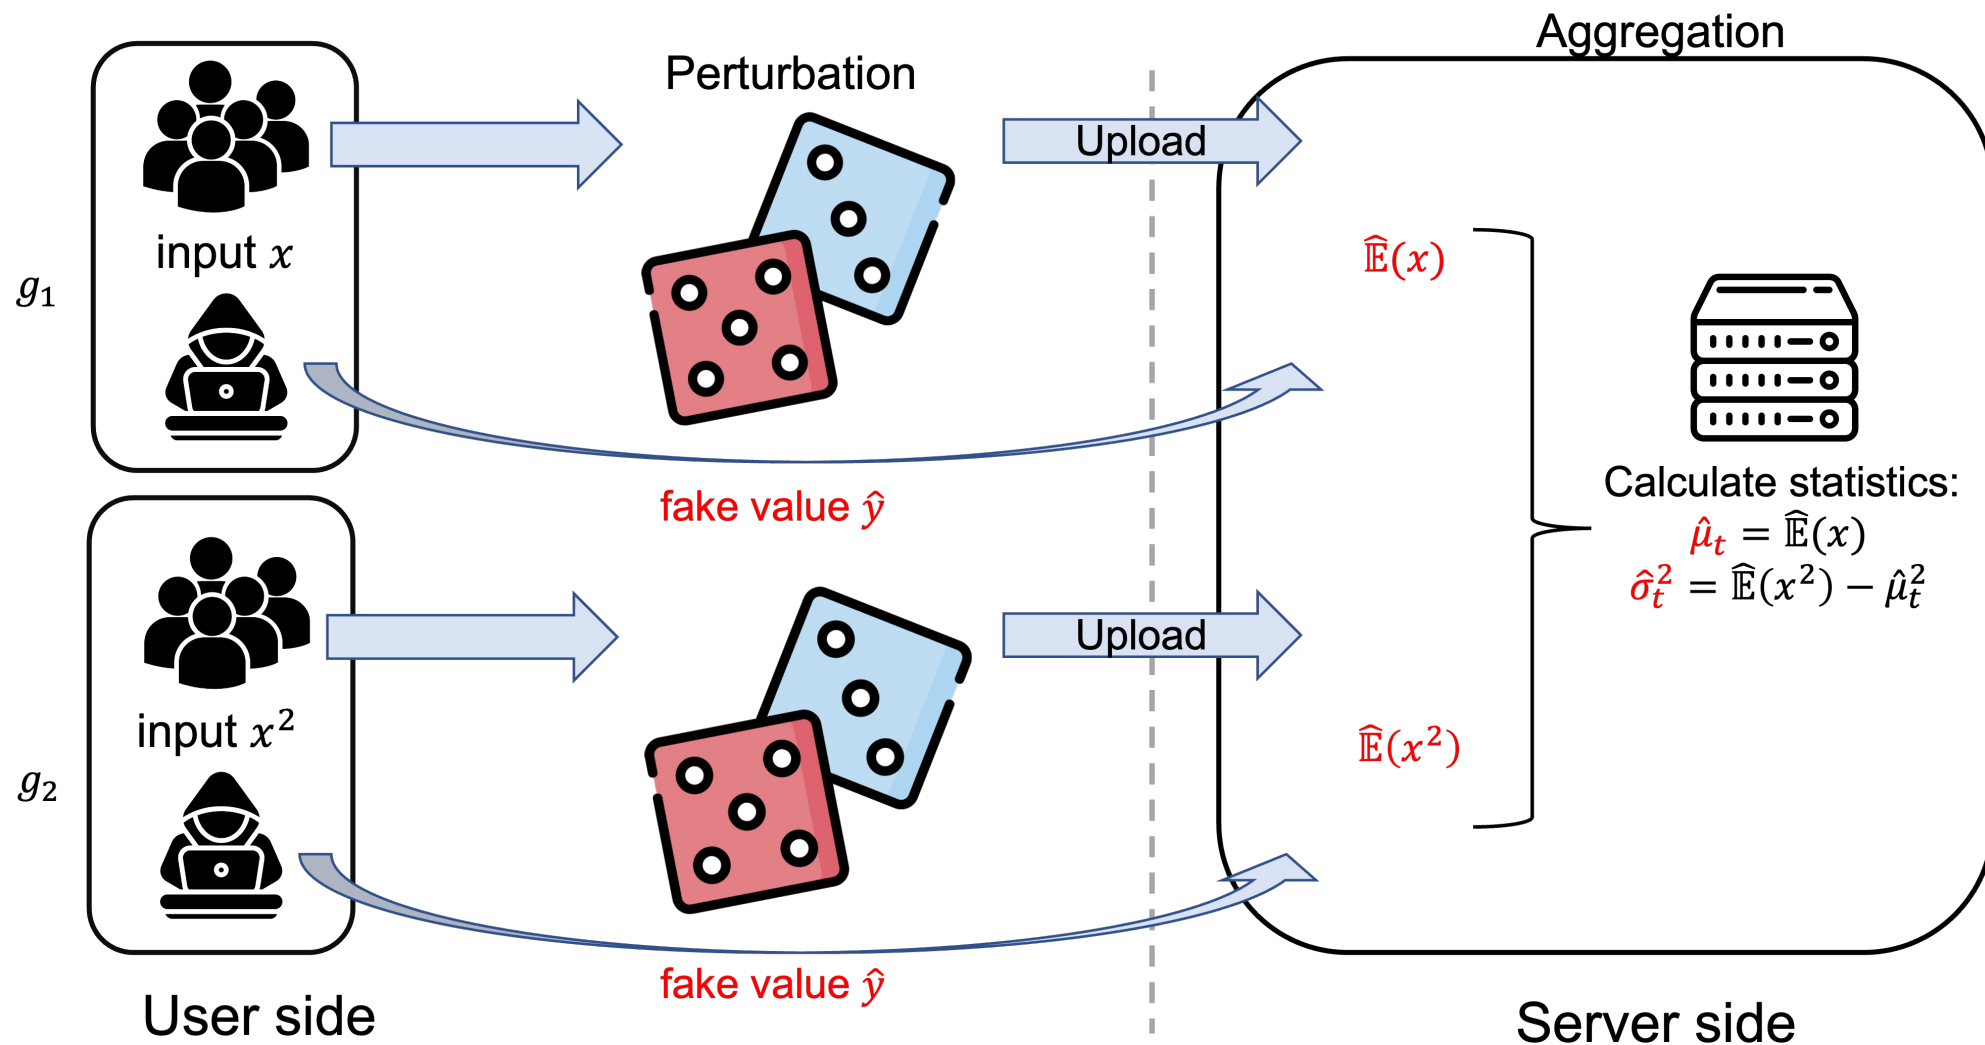 Aggregation
Perturbation
Upload
input x
𝔼̂(x)
g₁
Calculate statistics:
fake value ŷ
μ̂ₜ = 𝔼̂(x)
σ̂ₜ² = 𝔼̂(x²) − μ̂ₜ²
Upload
input x²
𝔼̂(x²)
g₂
fake value ŷ
User side
Server side